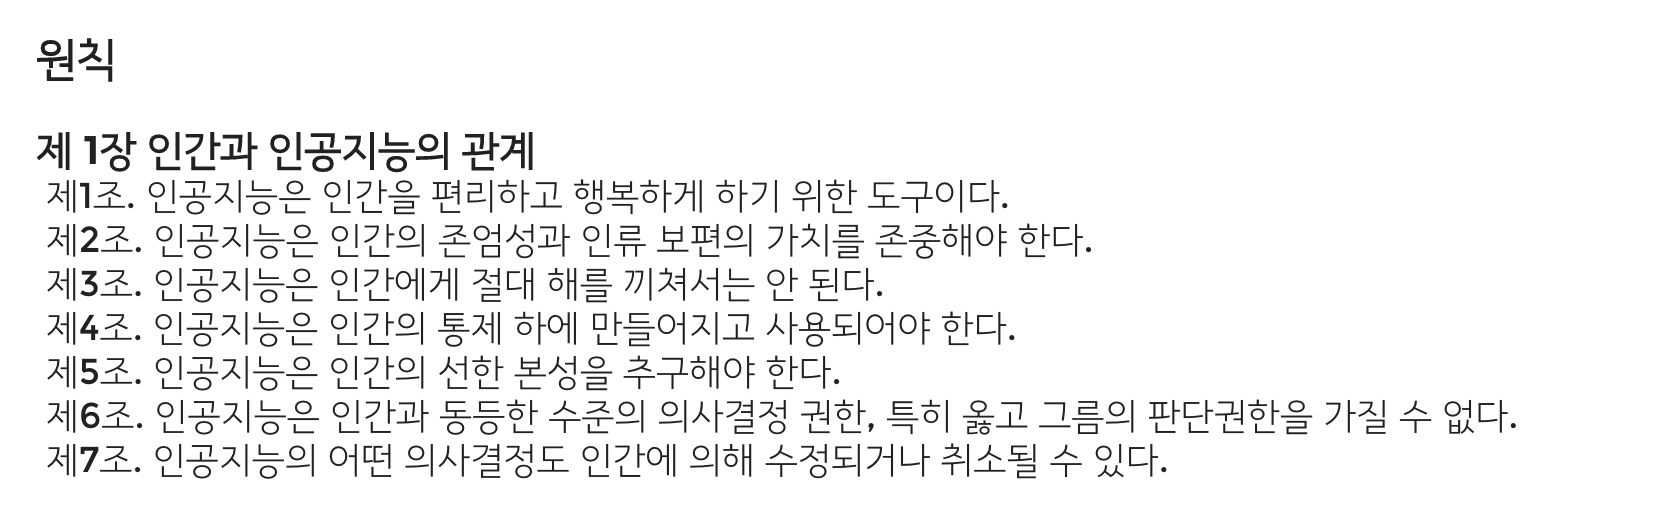 원칙
제 1장 인간과 인공지능의 관계
제1조. 인공지능은 인간을 편리하고 행복하게 하기 위한 도구이다.
제2조. 인공지능은 인간의 존엄성과 인류 보편의 가치를 존중해야 한다.
제3조. 인공지능은 인간에게 절대 해를 끼쳐서는 안 된다.
제4조. 인공지능은 인간의 통제 하에 만들어지고 사용되어야 한다.
제5조. 인공지능은 인간의 선한 본성을 추구해야 한다.
제6조. 인공지능은 인간과 동등한 수준의 의사결정 권한, 특히 옳고 그름의 판단권한을 가질 수 없다.
제7조. 인공지능의 어떤 의사결정도 인간에 의해 수정되거나 취소될 수 있다.